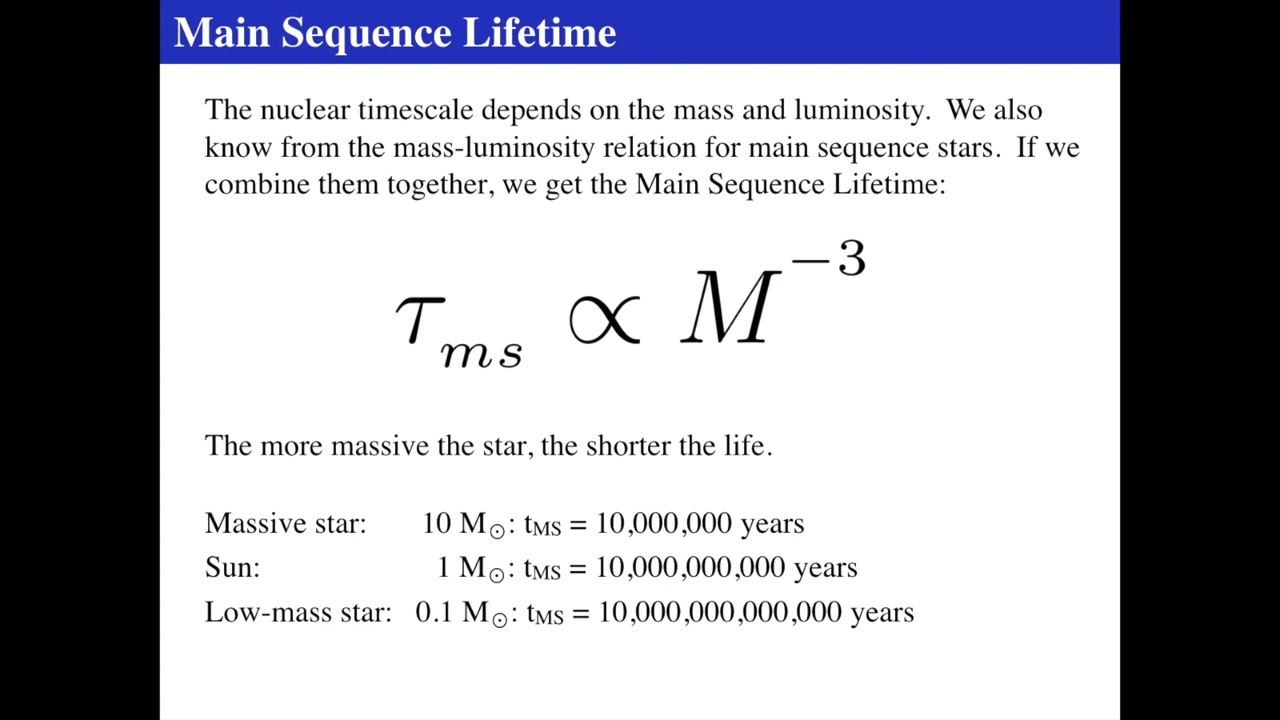 Main Sequence Lifetime
The nuclear timescale depends on the mass and luminosity. We also
know from the mass-luminosity relation for main sequence stars. If we
combine them together, we get the Main Sequence Lifetime:
τ_ms ∝ M^−3
The more massive the star, the shorter the life.
Massive star: 10 M☉: tMS = 10,000,000 years
Sun: 1 M☉: tMS = 10,000,000,000 years
Low-mass star: 0.1 M☉: tMS = 10,000,000,000,000 years